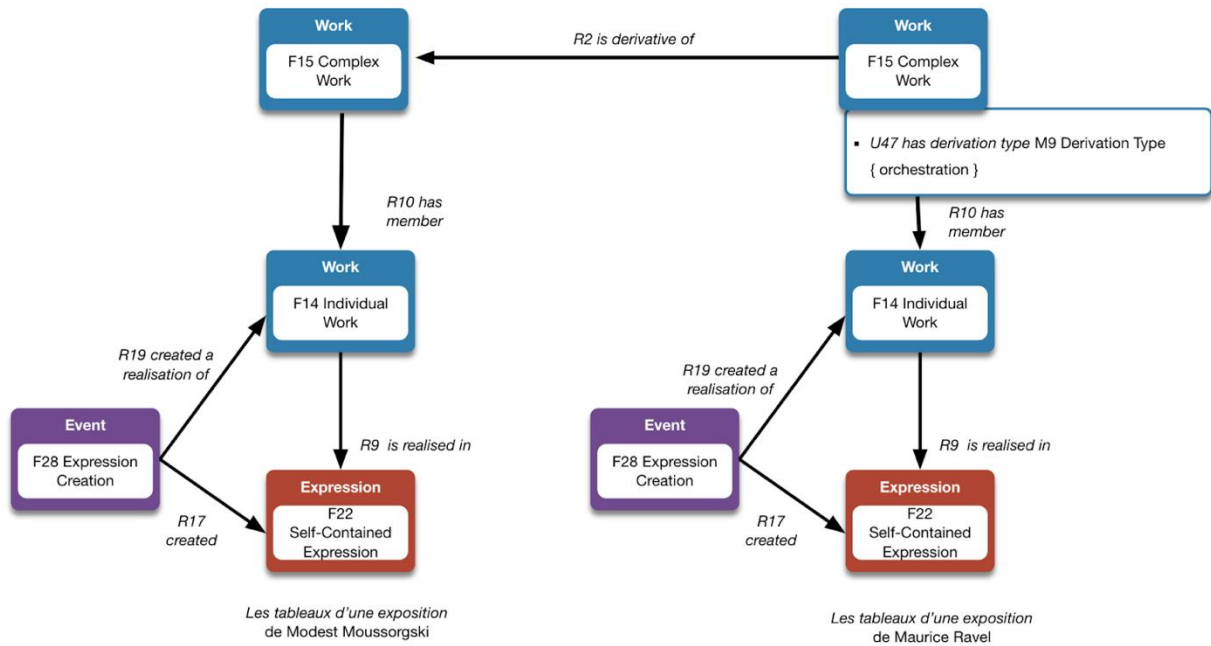 Work
F15 Complex
Work
R2 is derivative of
Work
F15 Complex
Work
▪ U47 has derivation type M9 Derivation Type
{ orchestration }
R10 has
member
R10 has
member
Work
F14 Individual
Work
Work
F14 Individual
Work
R19 created a
realisation of
R19 created a
realisation of
Event
F28 Expression
Creation
R9 is realised in
Event
F28 Expression
Creation
R9 is realised in
R17
created
Expression
F22
Self-Contained
Expression
R17
created
Expression
F22
Self-Contained
Expression
Les tableaux d'une exposition
de Modest Moussorgski
Les tableaux d'une exposition
de Maurice Ravel